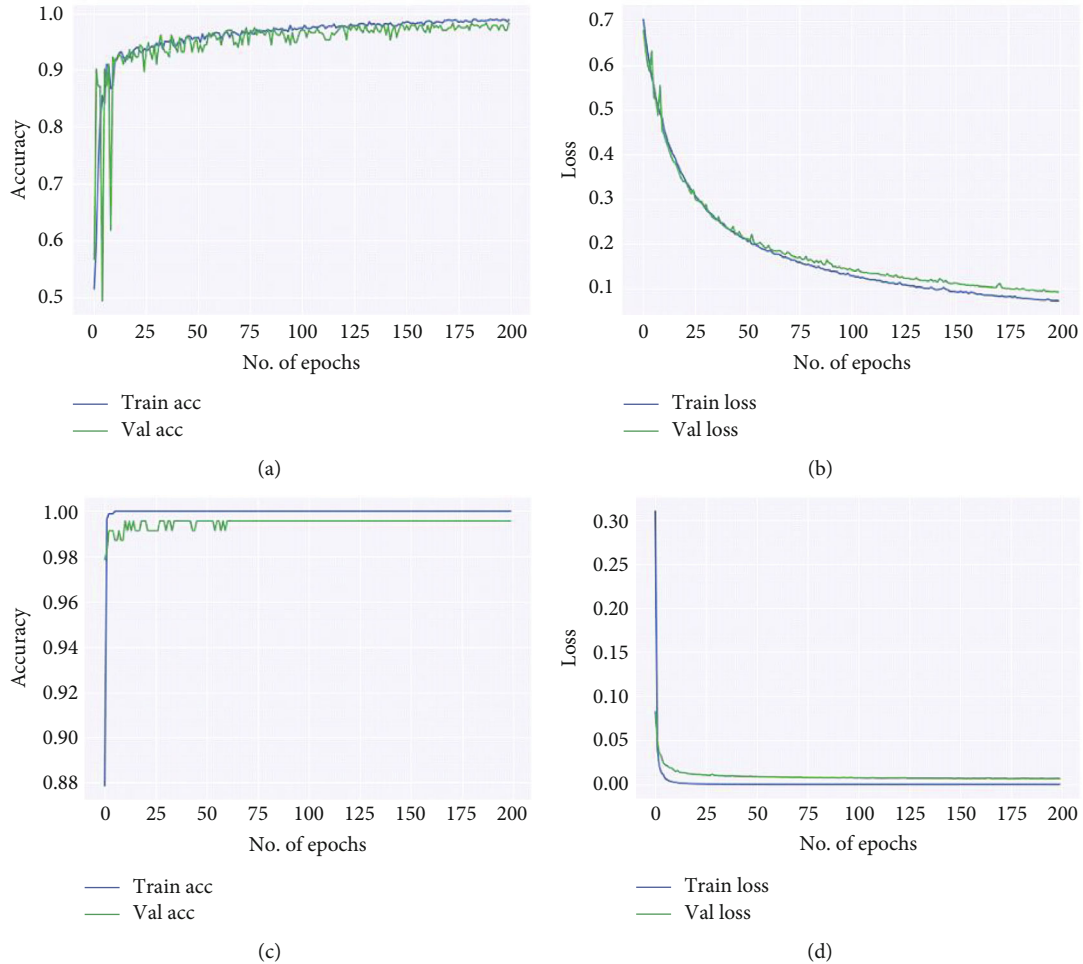 1.0
0.9
0.8
0.7
0.6
0.5
Accuracy
0 25 50 75 100 125 150 175 200
No. of epochs
Train acc
Val acc
(a)
0.7
0.6
0.5
0.4
0.3
0.2
0.1
Loss
0 25 50 75 100 125 150 175 200
No. of epochs
Train loss
Val loss
(b)
1.00
0.98
0.96
0.94
0.92
0.90
0.88
Accuracy
0 25 50 75 100 125 150 175 200
No. of epochs
Train acc
Val acc
(c)
0.30
0.25
0.20
0.15
0.10
0.05
0.00
Loss
0 25 50 75 100 125 150 175 200
No. of epochs
Train loss
Val loss
(d)